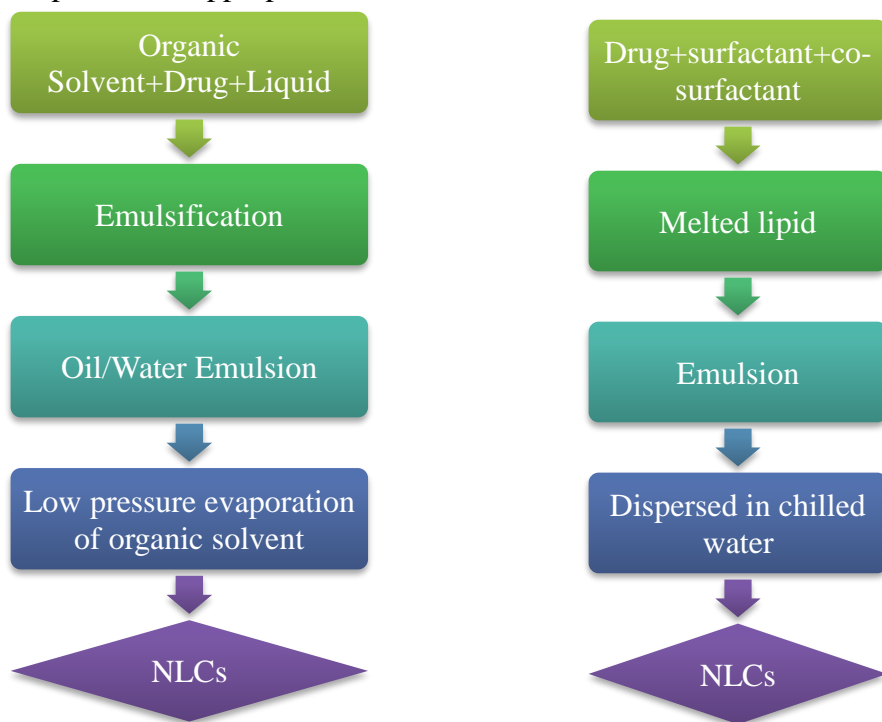 Organic
Solvent+Drug+Liquid
Emulsification
Oil/Water Emulsion
Low pressure evaporation
of organic solvent
NLCs
Drug+surfactant+co-
surfactant
Melted lipid
Emulsion
Dispersed in chilled
water
NLCs